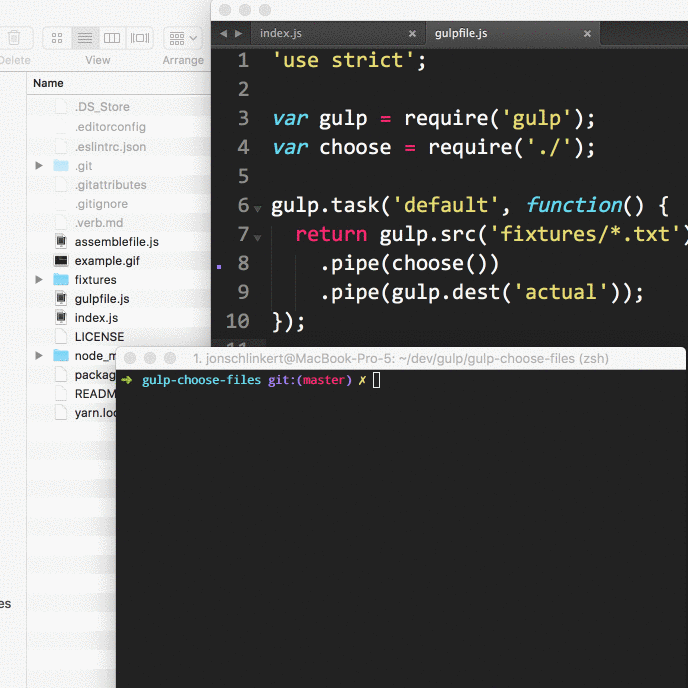 Delete
View
Arrange
Name
.DS_Store
.editorconfig
.eslintrc.json
.git
.gitattributes
.gitignore
.verb.md
assemblefile.js
example.gif
fixtures
gulpfile.js
index.js
LICENSE
node_m
packag
READM
yarn.loc
es
index.js ×
gulpfile.js ×
1 'use strict';
2
3 var gulp = require('gulp');
4 var choose = require('./');
5
6 gulp.task('default', function() {
7 return gulp.src('fixtures/*.txt')
8 .pipe(choose())
9 .pipe(gulp.dest('actual'));
10 });
11
1. jonschlinkert@MacBook-Pro-5: ~/dev/gulp/gulp-choose-files (zsh)
➜ gulp-choose-files git:(master) ✗